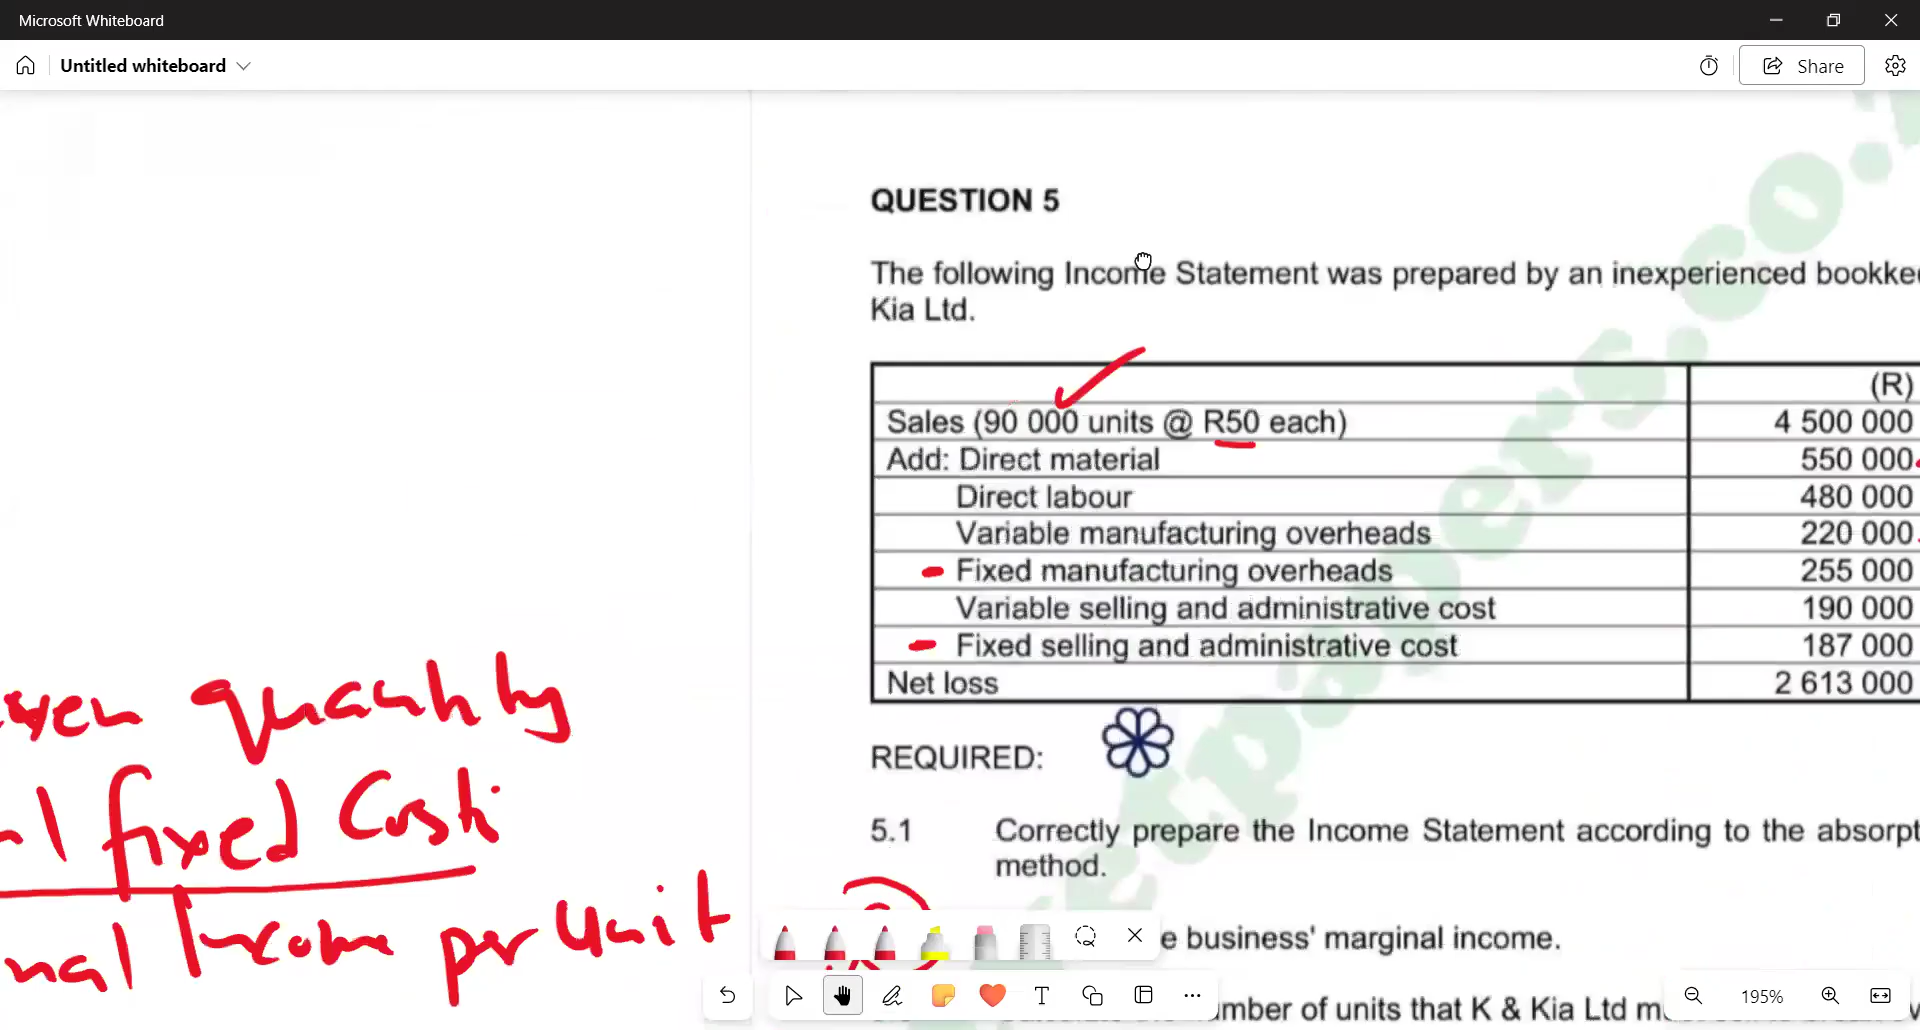 Microsoft Whiteboard
Untitled whiteboard
Share
QUESTION 5
The following Income Statement was prepared by an inexperienced bookkee
Kia Ltd.
(R)
Sales (90 000 units @ R50 each) 4 500 000
Add: Direct material 550 000
Direct labour 480 000
Variable manufacturing overheads 220 000
Fixed manufacturing overheads 255 000
Variable selling and administrative cost 190 000
Fixed selling and administrative cost 187 000
Net loss 2 613 000
quantity
fixed Costs
nal Income per Unit
REQUIRED:
5.1 Correctly prepare the Income Statement according to the absorpt
method.
e business' marginal income.
umber of units that K & Kia Ltd
195%